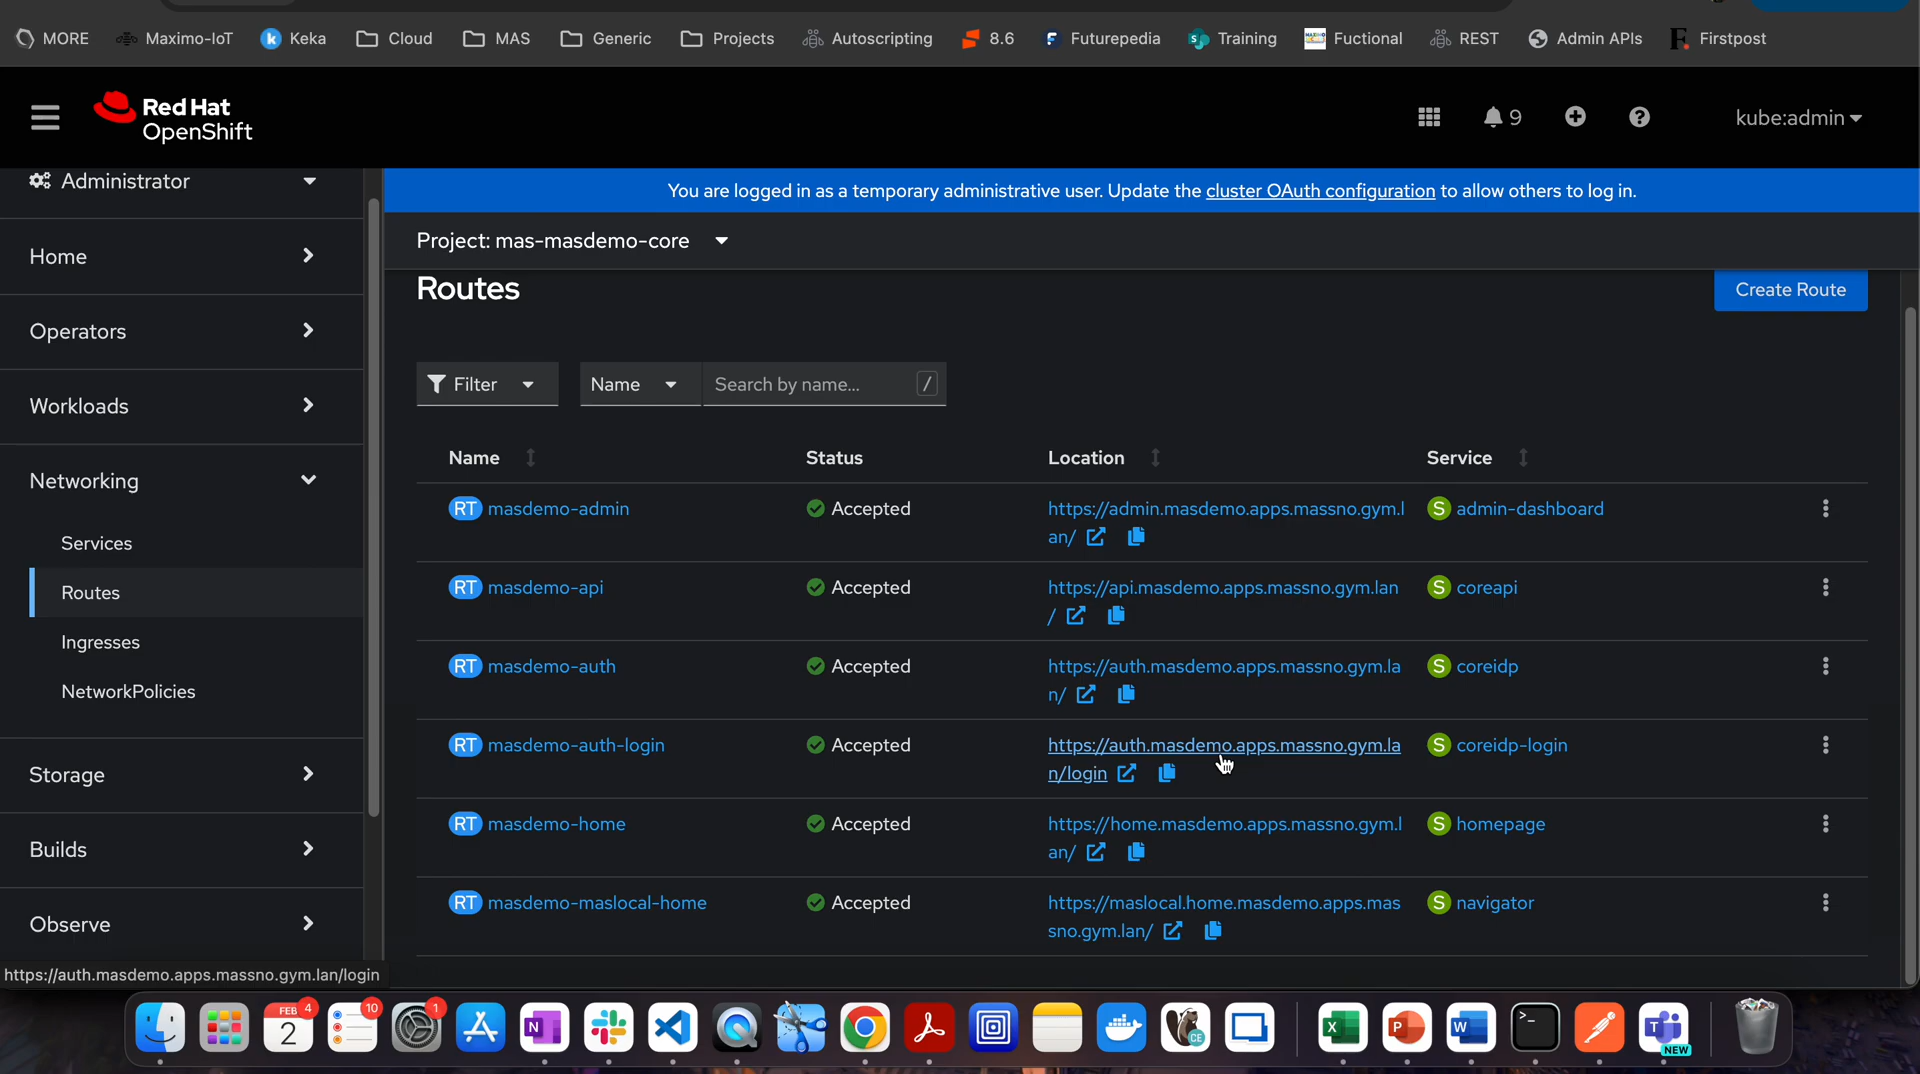 MORE Maximo-IoT Keka Cloud MAS Generic Projects Autoscripting 8.6 Futurepedia Training Fuctional REST Admin APIs Firstpost
Red Hat
OpenShift
9
kube:admin
Administrator
You are logged in as a temporary administrative user. Update the cluster OAuth configuration to allow others to log in.
Project: mas-masdemo-core
Home
Operators
Workloads
Networking
Services
Routes
Ingresses
NetworkPolicies
Storage
Builds
Observe
https://auth.masdemo.apps.massno.gym.lan/login
Routes
Create Route
Filter Name Search by name... /
Name Status Location Service
RT masdemo-admin Accepted https://admin.masdemo.apps.massno.gym.l S admin-dashboard
an/
RT masdemo-api Accepted https://api.masdemo.apps.massno.gym.lan S coreapi
/
RT masdemo-auth Accepted https://auth.masdemo.apps.massno.gym.la S coreidp
n/
RT masdemo-auth-login Accepted https://auth.masdemo.apps.massno.gym.la S coreidp-login
n/login
RT masdemo-home Accepted https://home.masdemo.apps.massno.gym.l S homepage
an/
RT masdemo-maslocal-home Accepted https://maslocal.home.masdemo.apps.mas S navigator
sno.gym.lan/
FEB 4 10 1
2 N CE X P W >_ T
NEW